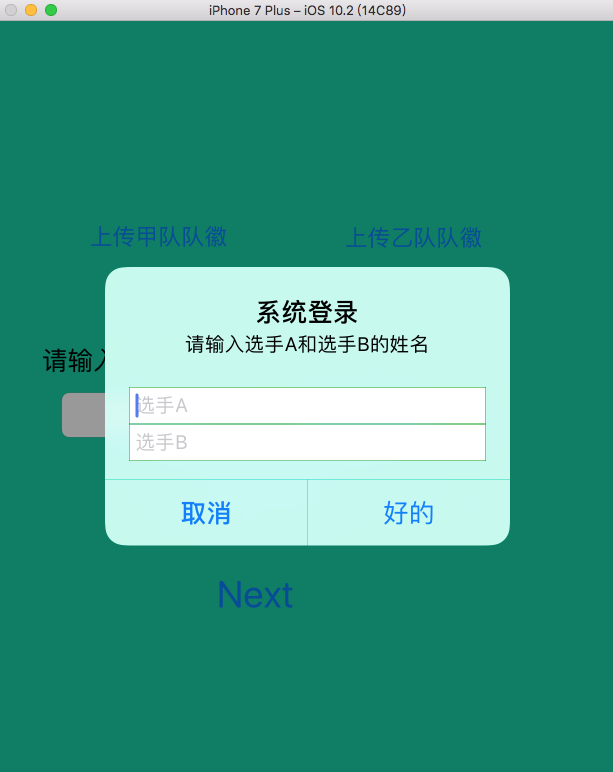 iPhone 7 Plus – iOS 10.2 (14C89)
上传甲队队徽
上传乙队队徽
系统登录
请输入选手A和选手B的姓名
请输入
选手A
选手B
取消
好的
Next